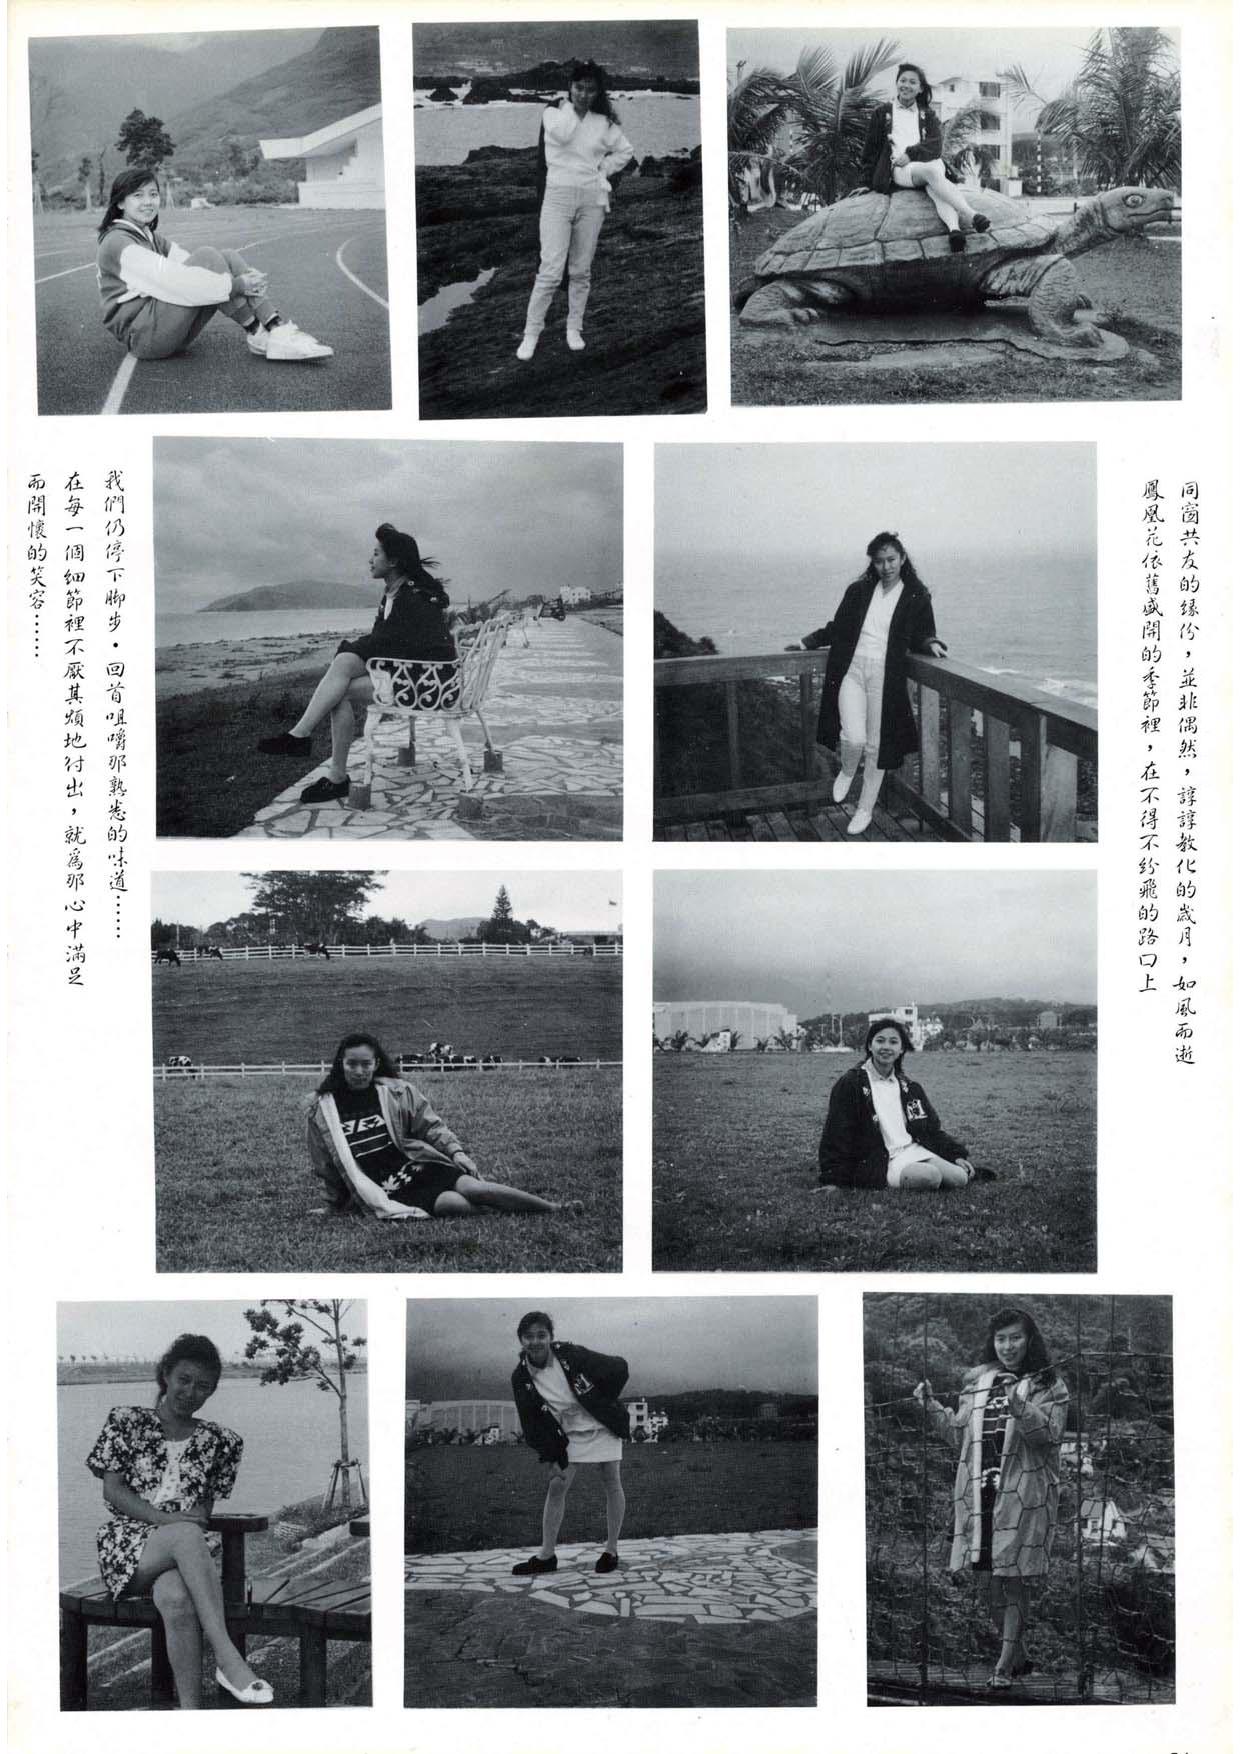 同窗共友的緣份，並非偶然，諄諄教化的歲月，如風而逝
鳳凰花依舊盛開的季節裡，在不得不紛飛的路口上
我們仍停下腳步．回首咀嚼那熟悉的味道……
在每一個細節裡不厭其煩地付出，就爲那心中滿足
而開懷的笑容……